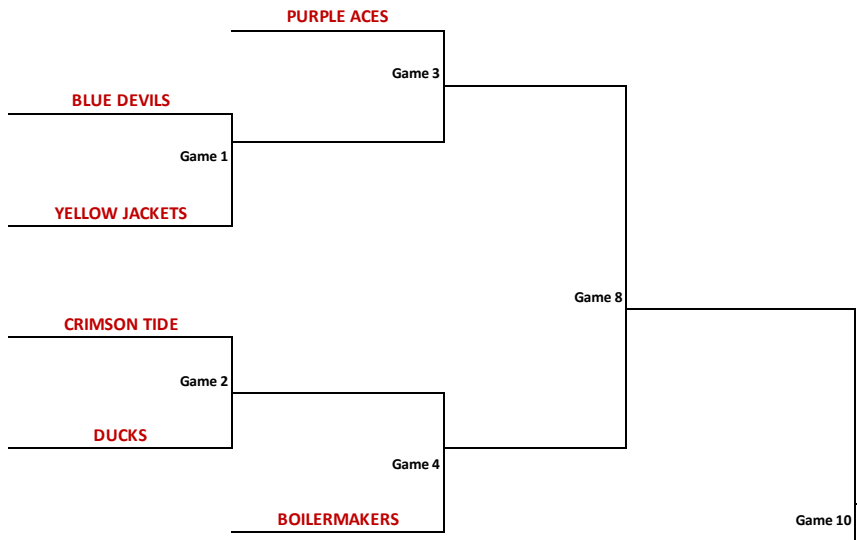 PURPLE ACES
Game 3
BLUE DEVILS
Game 1
YELLOW JACKETS
Game 8
CRIMSON TIDE
Game 2
DUCKS
Game 4
BOILERMAKERS
Game 10